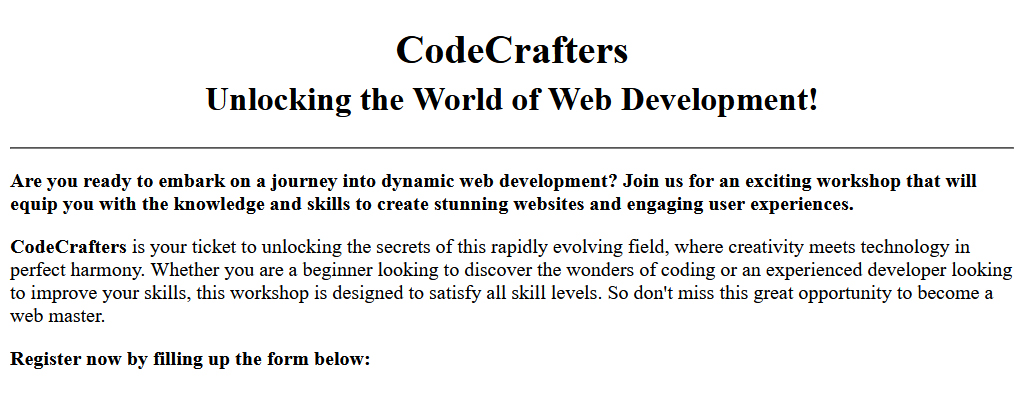 CodeCrafters
Unlocking the World of Web Development!
Are you ready to embark on a journey into dynamic web development? Join us for an exciting workshop that will
equip you with the knowledge and skills to create stunning websites and engaging user experiences.
CodeCrafters is your ticket to unlocking the secrets of this rapidly evolving field, where creativity meets technology in
perfect harmony. Whether you are a beginner looking to discover the wonders of coding or an experienced developer looking
to improve your skills, this workshop is designed to satisfy all skill levels. So don't miss this great opportunity to become a
web master.
Register now by filling up the form below: